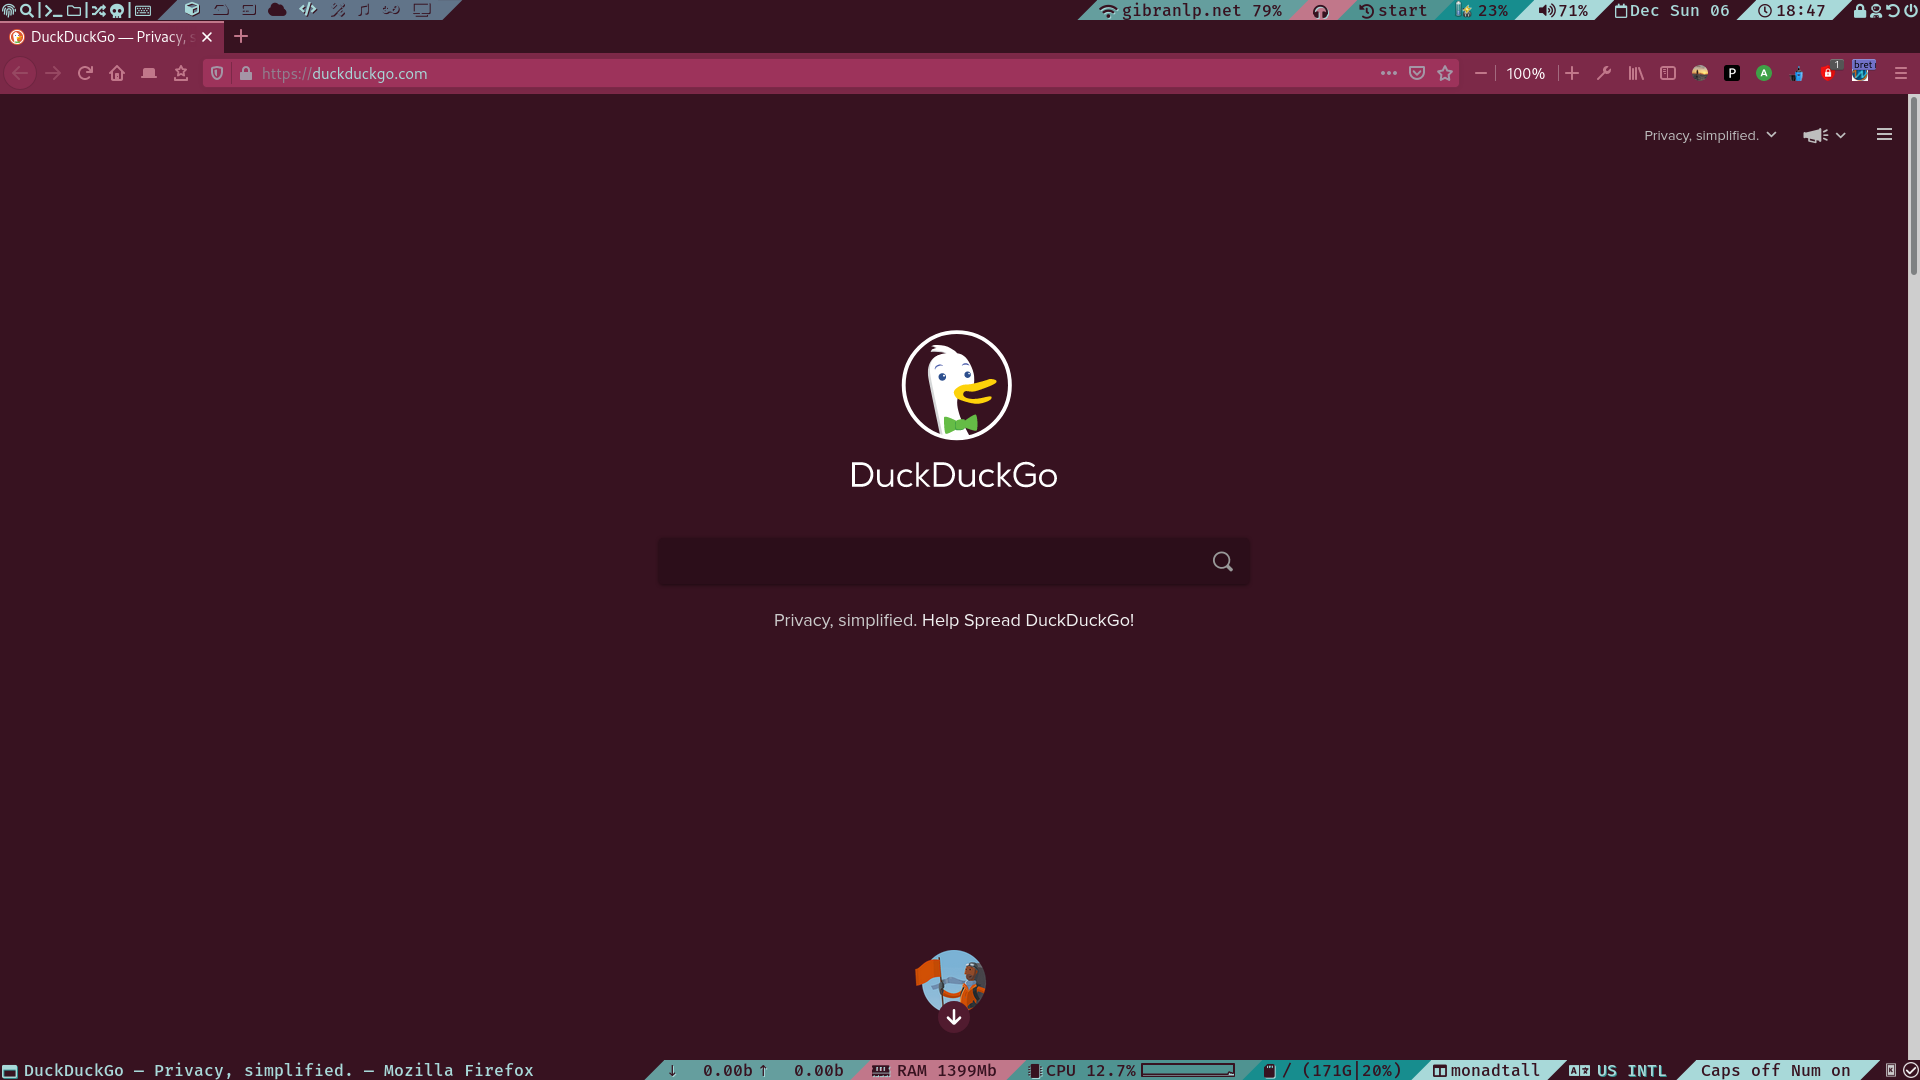 gibranlp.net 79%
start
23%
71%
Dec Sun 06
18:47
DuckDuckGo — Privacy, s
https://duckduckgo.com
100%
P
A
1
bret
Privacy, simplified.
DuckDuckGo
Privacy, simplified. Help Spread DuckDuckGo!
DuckDuckGo — Privacy, simplified. — Mozilla Firefox
↓ 0.00b ↑ 0.00b
RAM 1399Mb
CPU 12.7%
/ (171G|20%)
monadtall
US INTL
Caps off Num on